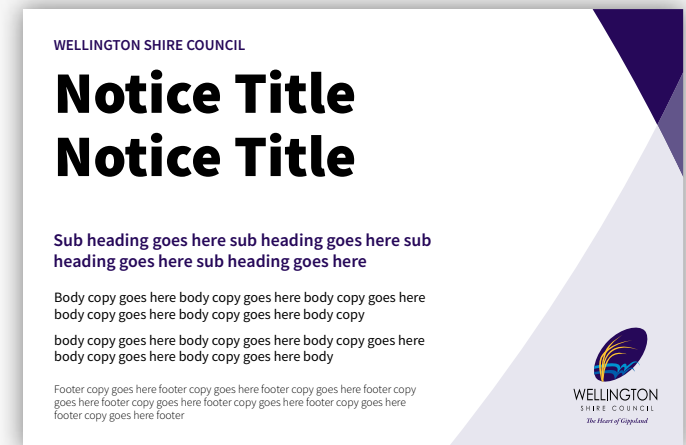 WELLINGTON SHIRE COUNCIL
Notice Title
Notice Title
Sub heading goes here sub heading goes here sub
heading goes here sub heading goes here
Body copy goes here body copy goes here body copy goes here
body copy goes here body copy goes here body copy
body copy goes here body copy goes here body copy goes here
body copy goes here body copy goes here body
Footer copy goes here footer copy goes here footer copy goes here footer copy
goes here footer copy goes here footer copy goes here footer copy goes here
footer copy goes here footer
WELLINGTON
SHIRE COUNCIL
The Heart of Gippsland